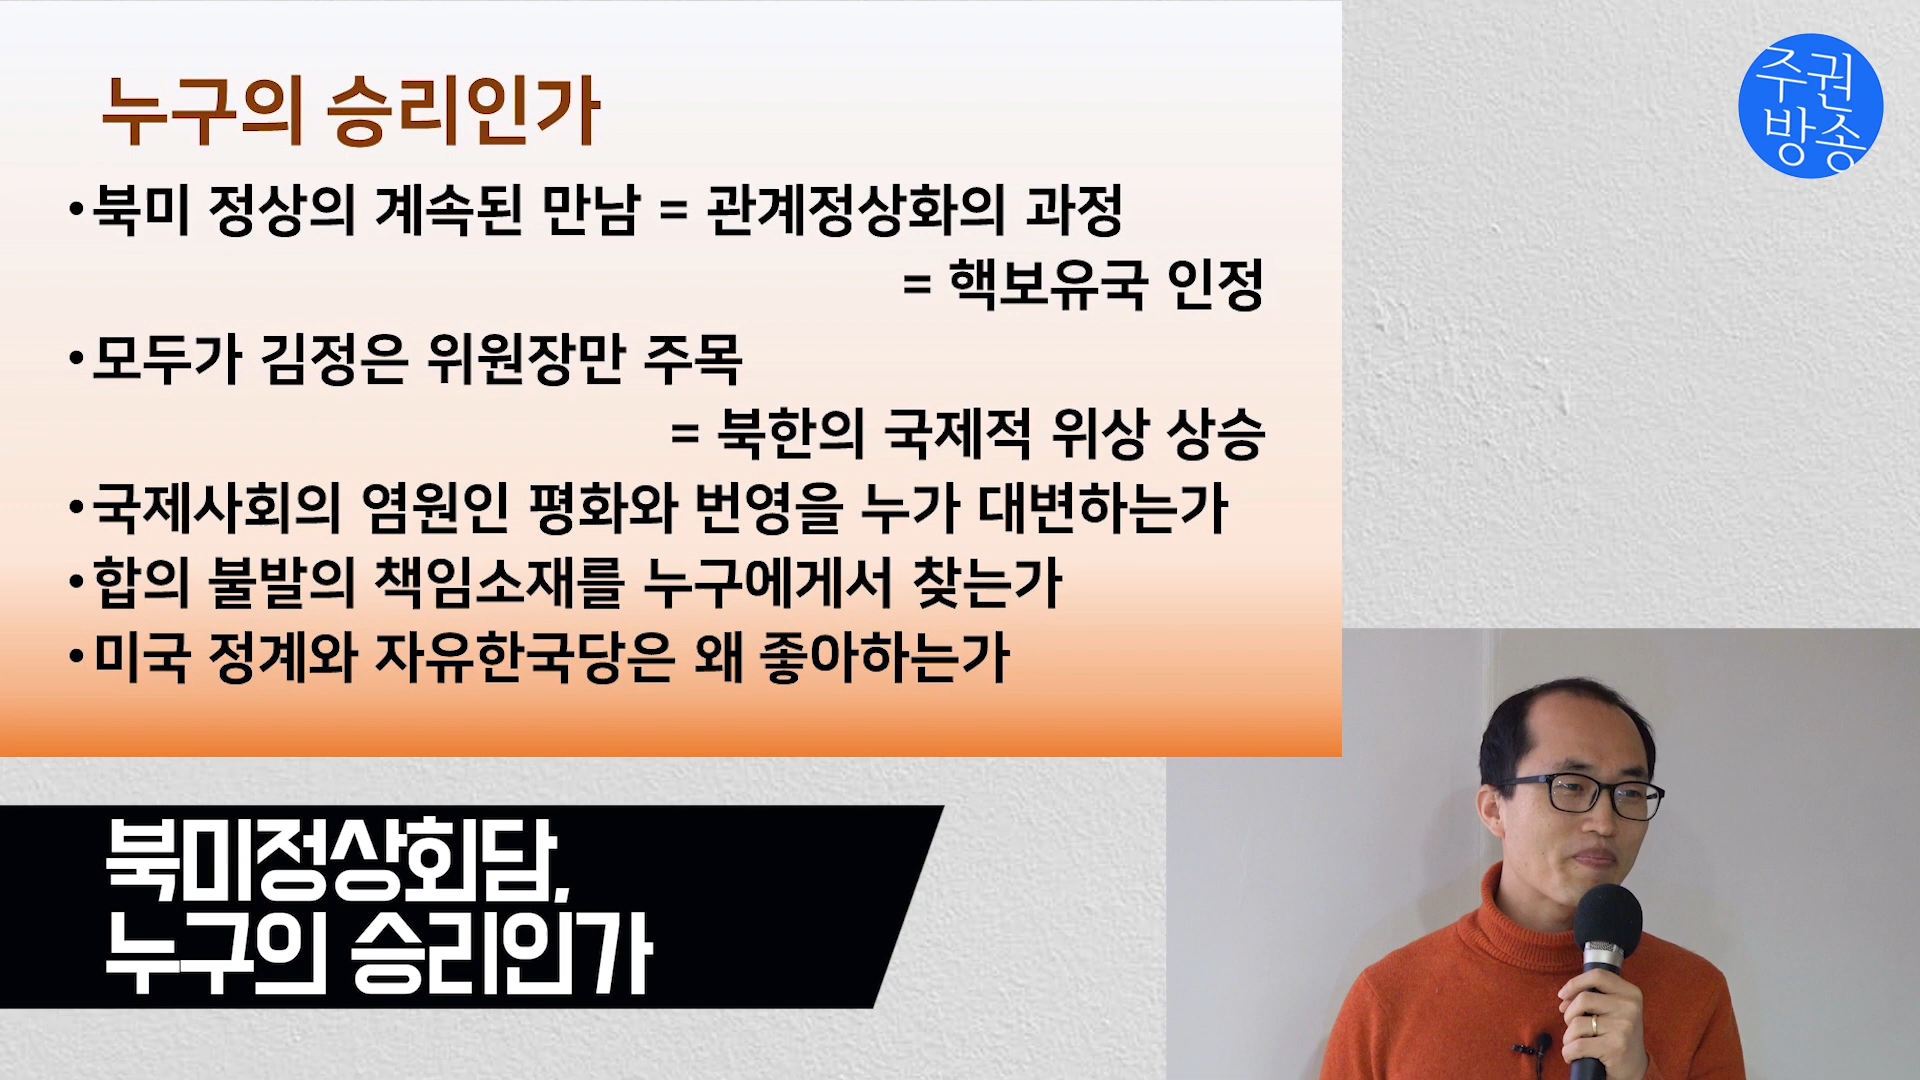 누구의 승리인가
•북미 정상의 계속된 만남 = 관계정상화의 과정
= 핵보유국 인정
•모두가 김정은 위원장만 주목
= 북한의 국제적 위상 상승
•국제사회의 염원인 평화와 번영을 누가 대변하는가
•합의 불발의 책임소재를 누구에게서 찾는가
•미국 정계와 자유한국당은 왜 좋아하는가
주권
방송
북미정상회담,
누구의 승리인가